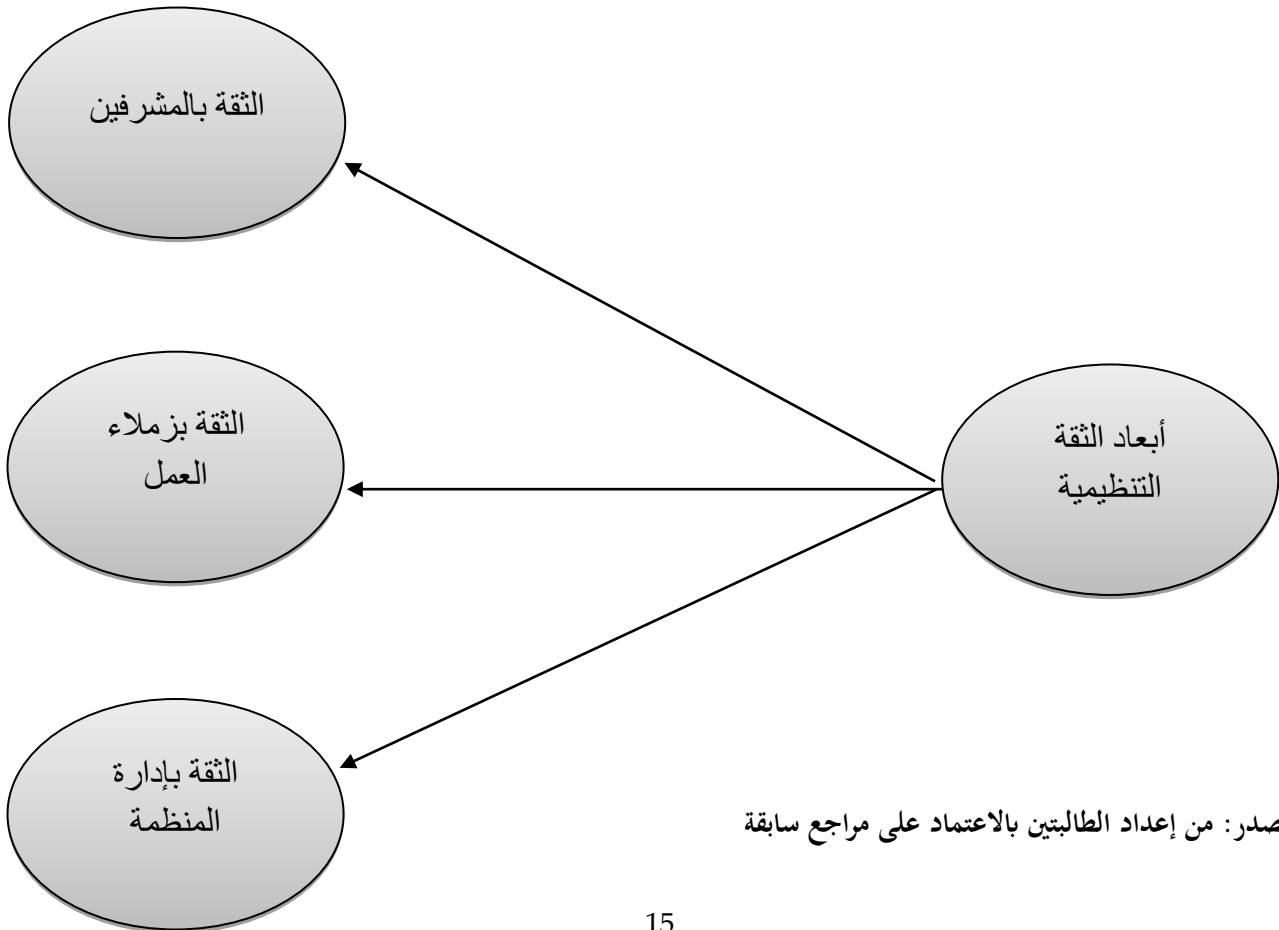 الثقة بالمشرفين
الثقة بزملاء
العمل
أبعاد الثقة
التنظيمية
الثقة بإدارة
المنظمة
صدر: من إعداد الطالبتين بالاعتماد على مراجع سابقة
15